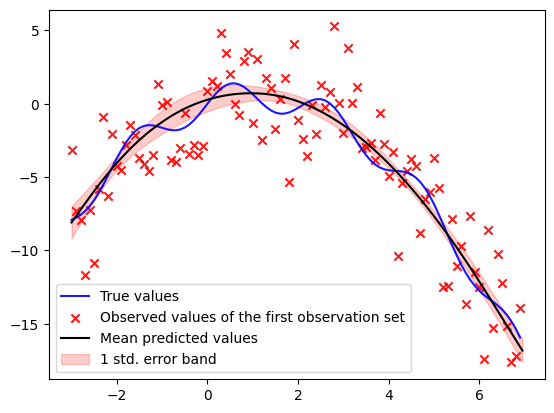 5
0
−5
−10
−15
True values
Observed values of the first observation set
Mean predicted values
1 std. error band
−2 0 2 4 6